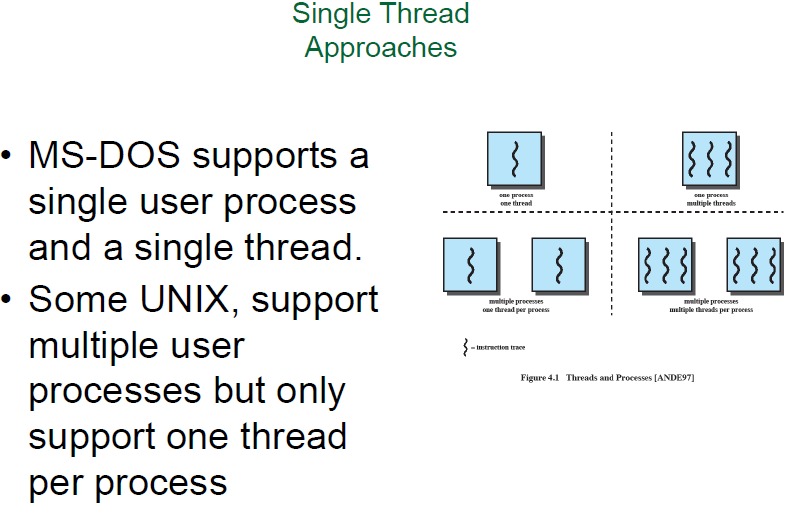 Single Thread
Approaches
• MS-DOS supports a
single user process
and a single thread.
• Some UNIX, support
multiple user
processes but only
support one thread
per process
one process
one thread
one process
multiple threads
multiple processes
one thread per process
multiple processes
multiple threads per process
= instruction trace
Figure 4.1 Threads and Processes [ANDE97]